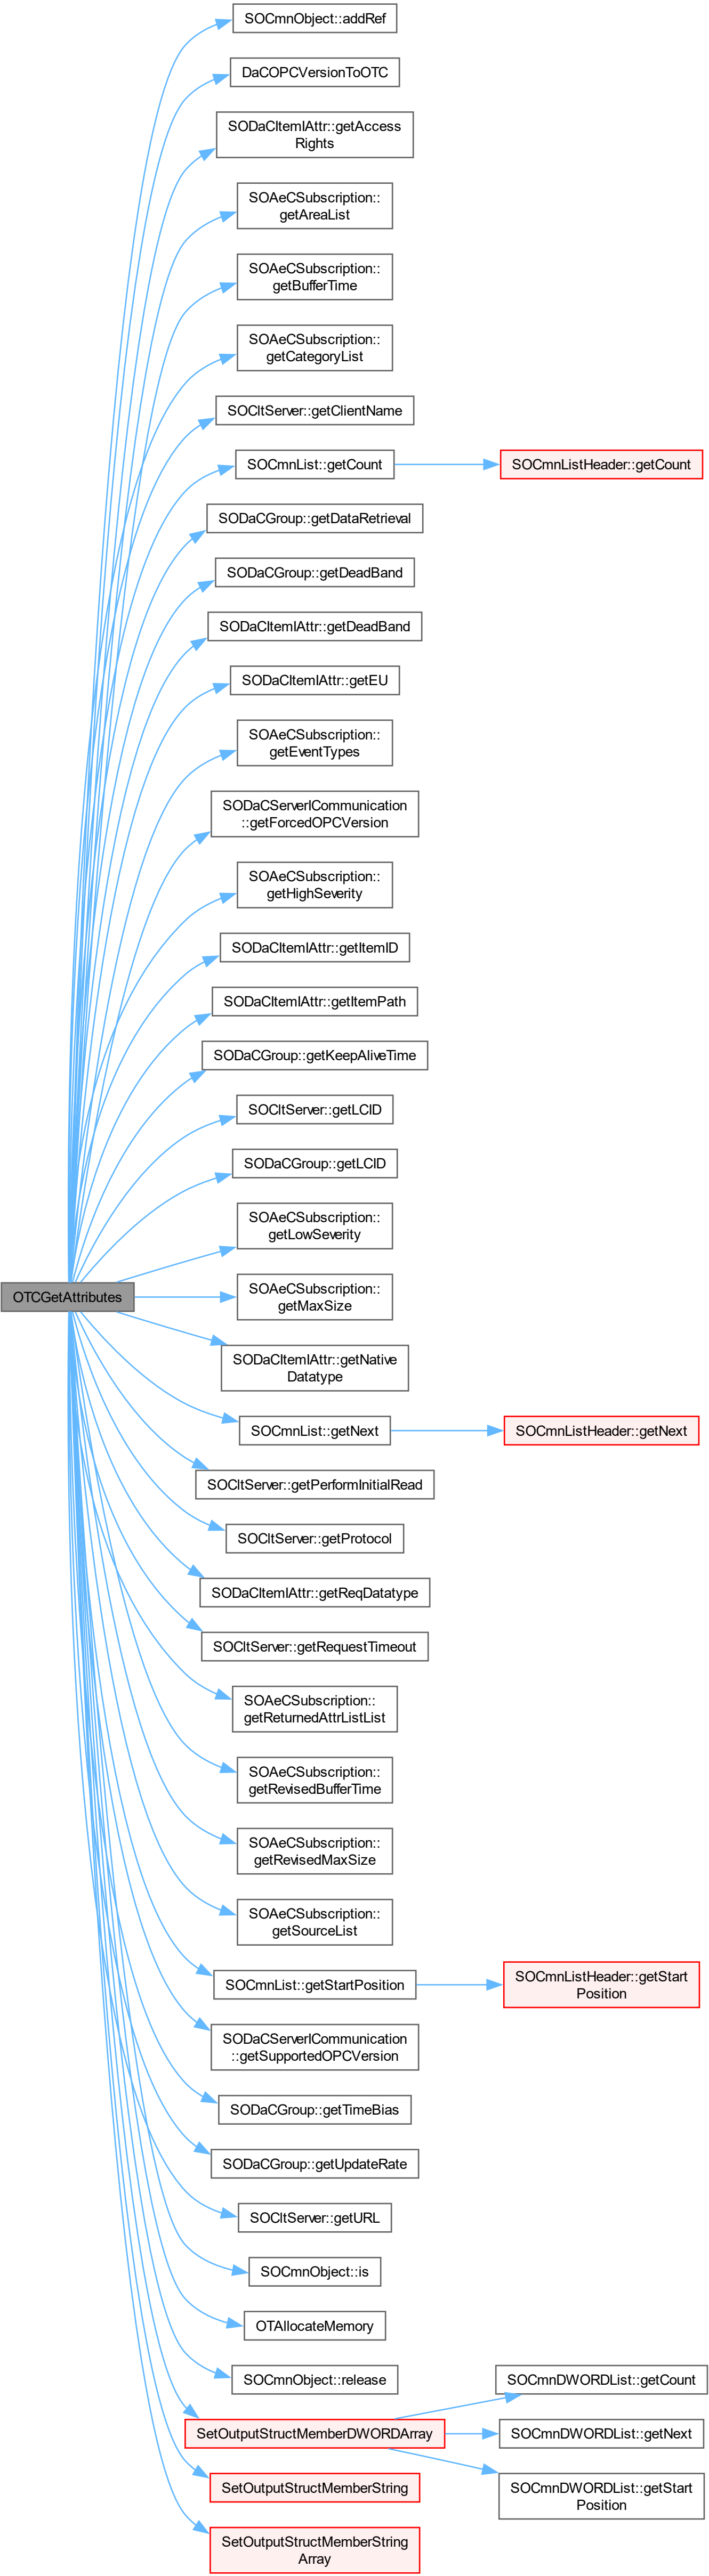 SOCmnObject::addRef
DaCOPCVersionToOTC
SODaCItemIAttr::getAccess
Rights
SOAeCSubscription::
getAreaList
SOAeCSubscription::
getBufferTime
SOAeCSubscription::
getCategoryList
SOCltServer::getClientName
SOCmnList::getCount
SOCmnListHeader::getCount
SODaCGroup::getDataRetrieval
SODaCGroup::getDeadBand
SODaCItemIAttr::getDeadBand
SODaCItemIAttr::getEU
SOAeCSubscription::
getEventTypes
SODaCServerICommunication
::getForcedOPCVersion
SOAeCSubscription::
getHighSeverity
SODaCItemIAttr::getItemID
SODaCItemIAttr::getItemPath
SODaCGroup::getKeepAliveTime
SOCltServer::getLCID
SODaCGroup::getLCID
SOAeCSubscription::
getLowSeverity
OTCGetAttributes
SOAeCSubscription::
getMaxSize
SODaCItemIAttr::getNative
Datatype
SOCmnList::getNext
SOCmnListHeader::getNext
SOCltServer::getPerformInitialRead
SOCltServer::getProtocol
SODaCItemIAttr::getReqDatatype
SOCltServer::getRequestTimeout
SOAeCSubscription::
getReturnedAttrListList
SOAeCSubscription::
getRevisedBufferTime
SOAeCSubscription::
getRevisedMaxSize
SOAeCSubscription::
getSourceList
SOCmnList::getStartPosition
SOCmnListHeader::getStart
Position
SODaCServerICommunication
::getSupportedOPCVersion
SODaCGroup::getTimeBias
SODaCGroup::getUpdateRate
SOCltServer::getURL
SOCmnObject::is
OTAllocateMemory
SOCmnObject::release
SOCmnDWORDList::getCount
SetOutputStructMemberDWORDArray
SOCmnDWORDList::getNext
SOCmnDWORDList::getStart
Position
SetOutputStructMemberString
SetOutputStructMemberString
Array